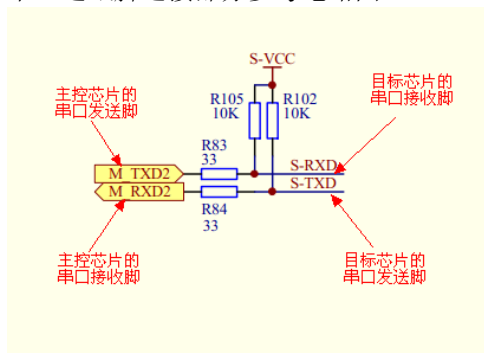 S-VCC
主控芯片的
串口发送脚
目标芯片的
串口接收脚
R105
10K
R102
10K
R83
33
M_TXD2
S-RXD
M_RXD2
S-TXD
R84
33
主控芯片的
串口接收脚
目标芯片的
串口发送脚